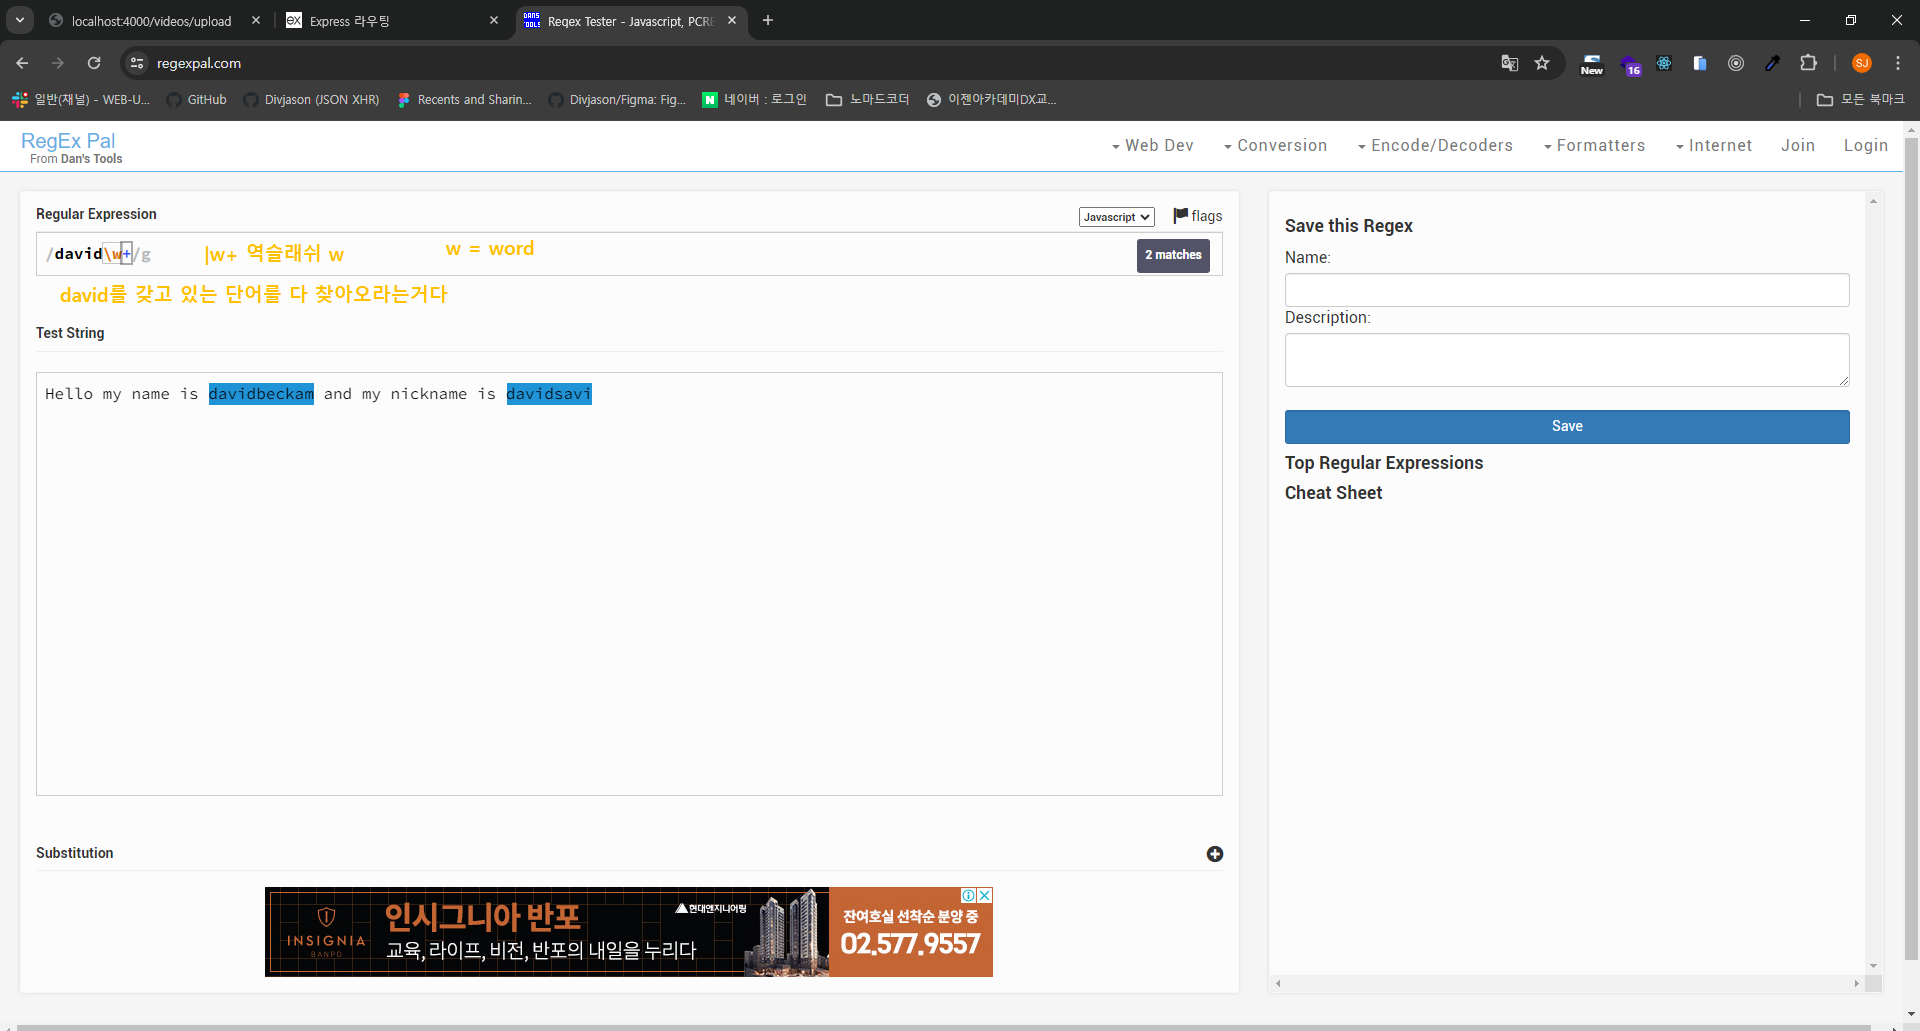 localhost:4000/videos/upload
Express 라우팅
Regex Tester - Javascript, PCRE
regexpal.com
New
16
SJ
일반(채널) - WEB-U...
GitHub
Divjason (JSON XHR)
Recents and Sharin...
Divjason/Figma: Fig...
네이버 : 로그인
노마드코더
이젠아카데미DX교...
모든 북마크
RegEx Pal
From Dan's Tools
Web Dev
Conversion
Encode/Decoders
Formatters
Internet
Join
Login
Regular Expression
Javascript
flags
/david\w+/g
|w+ 역슬래쉬 w
w = word
2 matches
david를 갖고 있는 단어를 다 찾아오라는거다
Test String
Hello my name is davidbeckam and my nickname is davidsavi
Substitution
INSIGNIA
BANPO
인시그니아 반포
교육, 라이프, 비전, 반포의 내일을 누리다
현대엔지니어링
잔여호실 선착순 분양 중
02.577.9557
Save this Regex
Name:
Description:
Save
Top Regular Expressions
Cheat Sheet